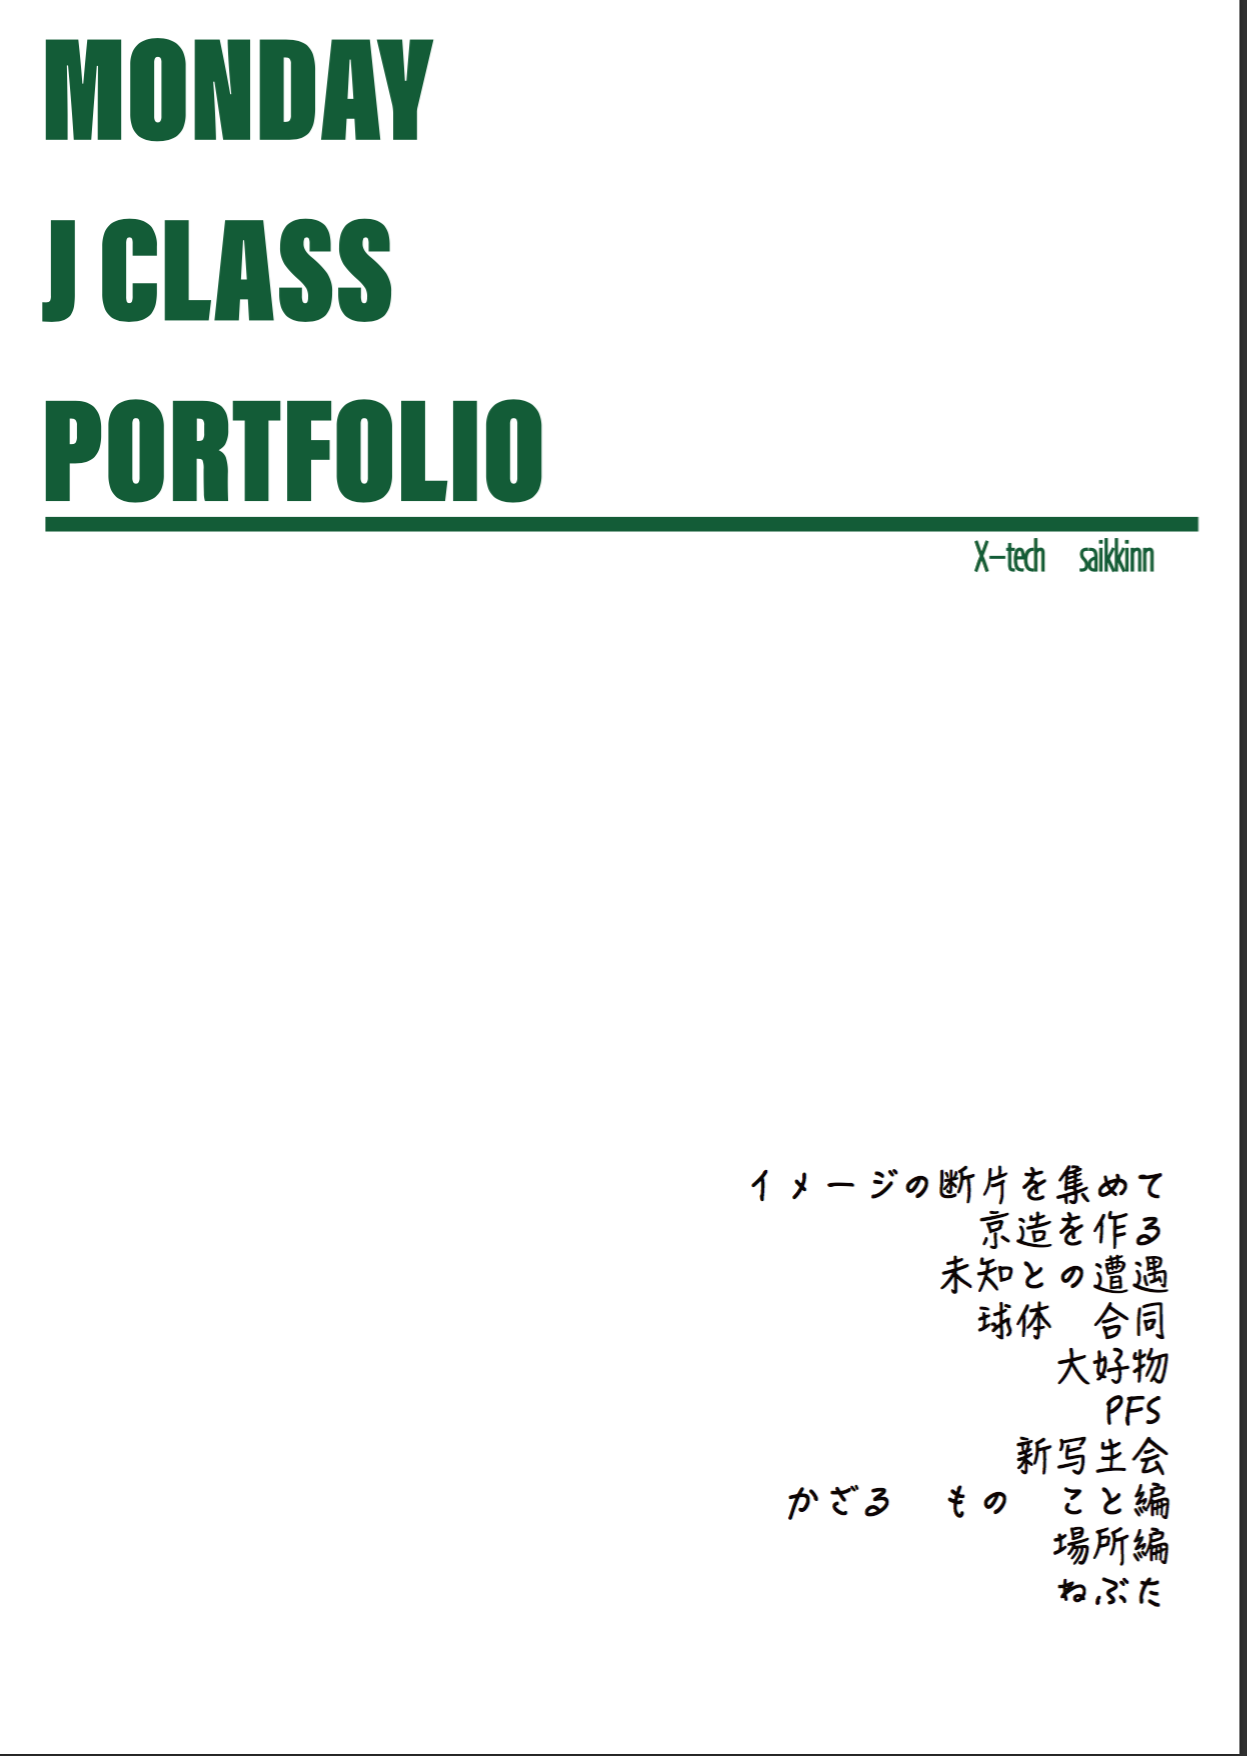 MONDAY
J CLASS
PORTFOLIO
X-tech　saikkinn
イメージの断片を集めて
京造を作る
未知との遭遇
球体　合同
大好物
PFS
新写生会
かざる　もの　こと編
場所編
ねぶた